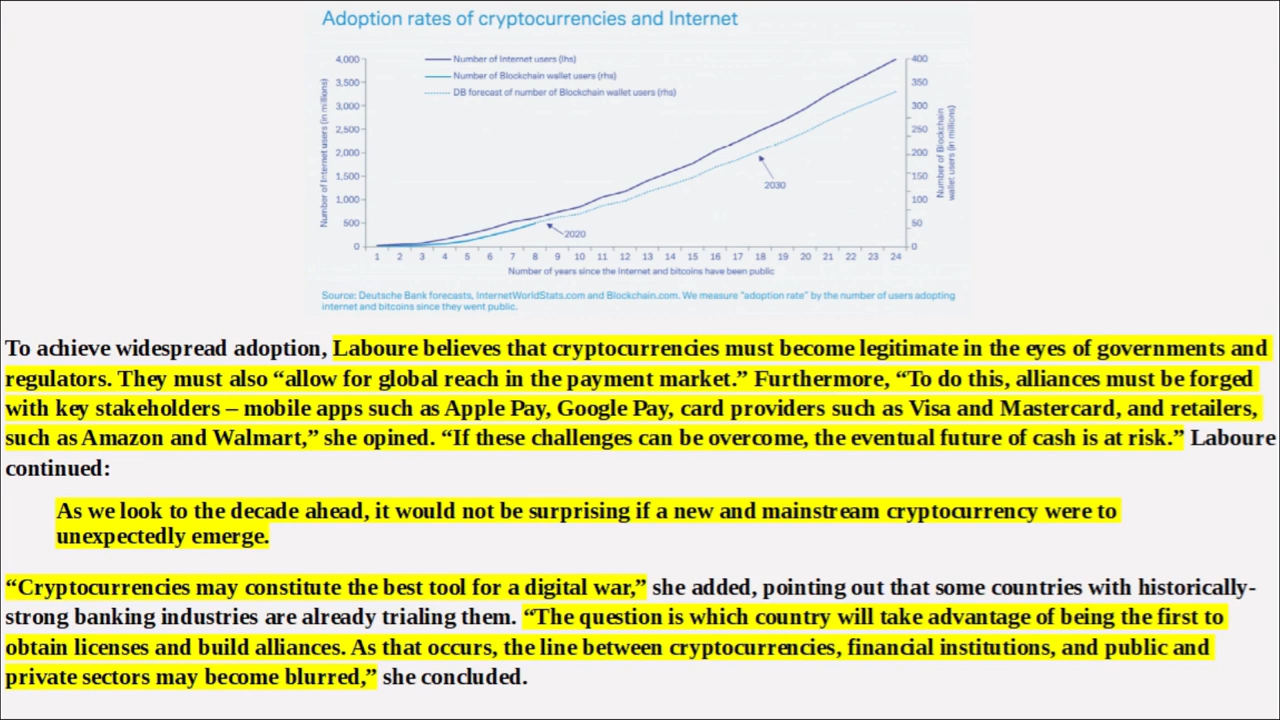 Adoption rates of cryptocurrencies and Internet
Number of Internet users (lhs)
Number of Blockchain wallet users (rhs)
DB forecast of number of Blockchain wallet users (rhs)
Number of Internet users (in millions)
4,000
3,500
3,000
2,500
2,000
1,500
1,000
500
0
400
350
300
250
200
150
100
50
0
Number of Blockchain
wallet users (in millions)
2030
2020
1 2 3 4 5 6 7 8 9 10 11 12 13 14 15 16 17 18 19 20 21 22 23 24
Number of years since the Internet and bitcoins have been public
Source: Deutsche Bank forecasts, InternetWorldStats.com and Blockchain.com. We measure "adoption rate" by the number of users adopting
internet and bitcoins since they went public.
To achieve widespread adoption, Laboure believes that cryptocurrencies must become legitimate in the eyes of governments and
regulators. They must also “allow for global reach in the payment market.” Furthermore, “To do this, alliances must be forged
with key stakeholders – mobile apps such as Apple Pay, Google Pay, card providers such as Visa and Mastercard, and retailers,
such as Amazon and Walmart,” she opined. “If these challenges can be overcome, the eventual future of cash is at risk.” Laboure
continued:
As we look to the decade ahead, it would not be surprising if a new and mainstream cryptocurrency were to
unexpectedly emerge.
“Cryptocurrencies may constitute the best tool for a digital war,” she added, pointing out that some countries with historically-
strong banking industries are already trialing them. “The question is which country will take advantage of being the first to
obtain licenses and build alliances. As that occurs, the line between cryptocurrencies, financial institutions, and public and
private sectors may become blurred,” she concluded.